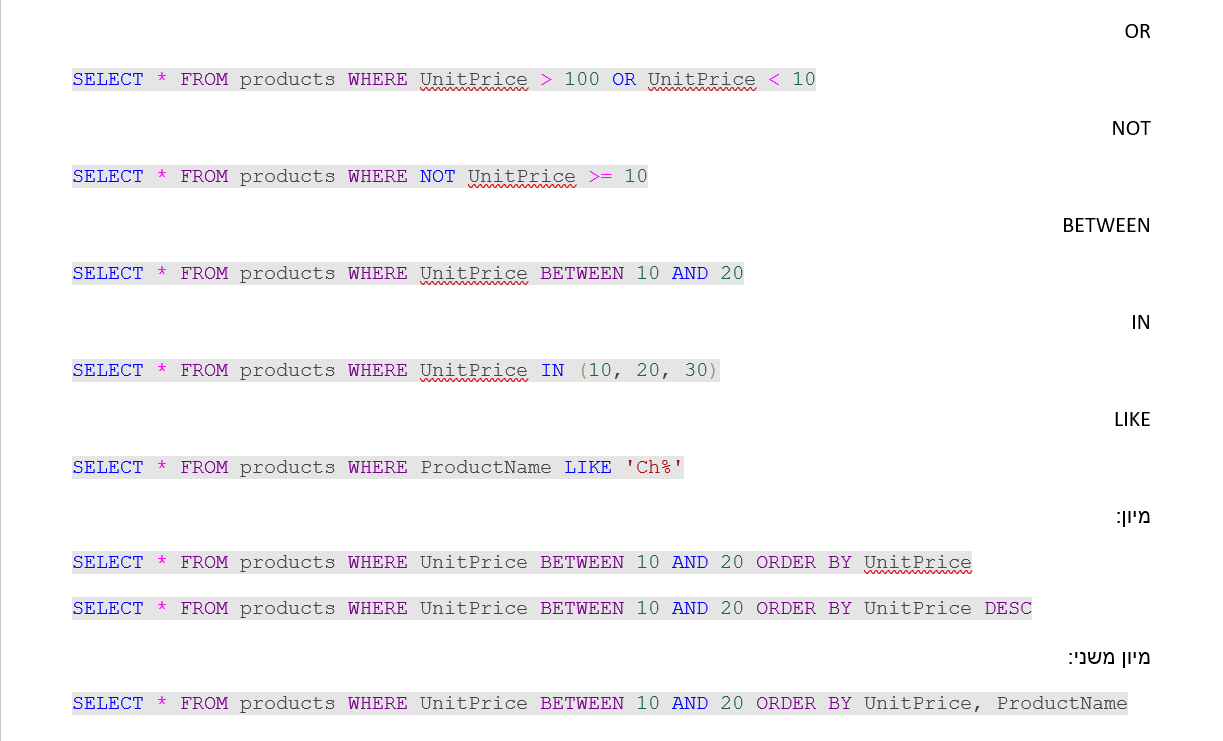 OR
SELECT * FROM products WHERE UnitPrice > 100 OR UnitPrice < 10
NOT
SELECT * FROM products WHERE NOT UnitPrice >= 10
BETWEEN
SELECT * FROM products WHERE UnitPrice BETWEEN 10 AND 20
IN
SELECT * FROM products WHERE UnitPrice IN (10, 20, 30)
LIKE
SELECT * FROM products WHERE ProductName LIKE 'Ch%'
מיון:
SELECT * FROM products WHERE UnitPrice BETWEEN 10 AND 20 ORDER BY UnitPrice
SELECT * FROM products WHERE UnitPrice BETWEEN 10 AND 20 ORDER BY UnitPrice DESC
מיון משני:
SELECT * FROM products WHERE UnitPrice BETWEEN 10 AND 20 ORDER BY UnitPrice, ProductName